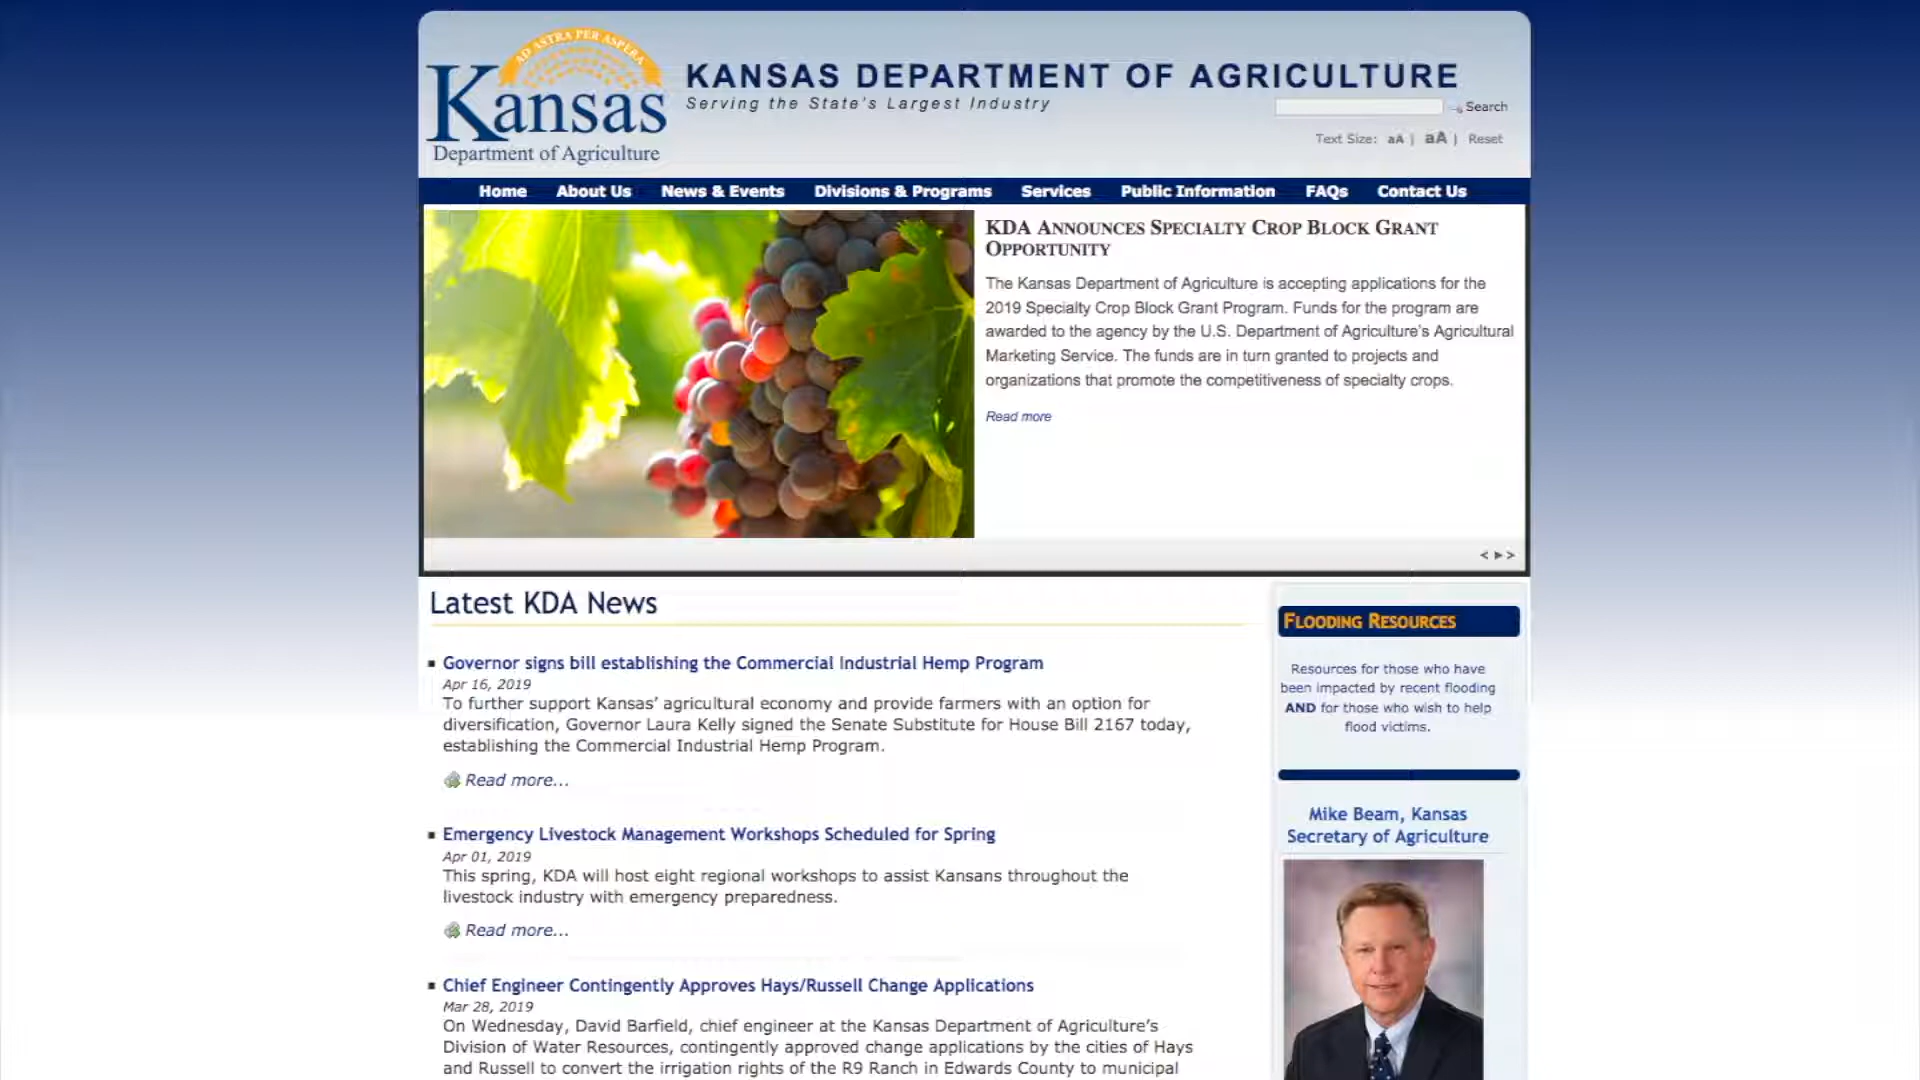 AD ASTRA PER ASPERA
Kansas
Department of Agriculture
KANSAS DEPARTMENT OF AGRICULTURE
Serving the State's Largest Industry
Search
Text Size: aA | aA | Reset
Home About Us News & Events Divisions & Programs Services Public Information FAQs Contact Us
KDA ANNOUNCES SPECIALTY CROP BLOCK GRANT
OPPORTUNITY
The Kansas Department of Agriculture is accepting applications for the
2019 Specialty Crop Block Grant Program. Funds for the program are
awarded to the agency by the U.S. Department of Agriculture's Agricultural
Marketing Service. The funds are in turn granted to projects and
organizations that promote the competitiveness of specialty crops.
Read more
Latest KDA News
Governor signs bill establishing the Commercial Industrial Hemp Program
Apr 16, 2019
To further support Kansas' agricultural economy and provide farmers with an option for
diversification, Governor Laura Kelly signed the Senate Substitute for House Bill 2167 today,
establishing the Commercial Industrial Hemp Program.
Read more...
Emergency Livestock Management Workshops Scheduled for Spring
Apr 01, 2019
This spring, KDA will host eight regional workshops to assist Kansans throughout the
livestock industry with emergency preparedness.
Read more...
Chief Engineer Contingently Approves Hays/Russell Change Applications
Mar 28, 2019
On Wednesday, David Barfield, chief engineer at the Kansas Department of Agriculture's
Division of Water Resources, contingently approved change applications by the cities of Hays
and Russell to convert the irrigation rights of the R9 Ranch in Edwards County to municipal
FLOODING RESOURCES
Resources for those who have
been impacted by recent flooding
AND for those who wish to help
flood victims.
Mike Beam, Kansas
Secretary of Agriculture